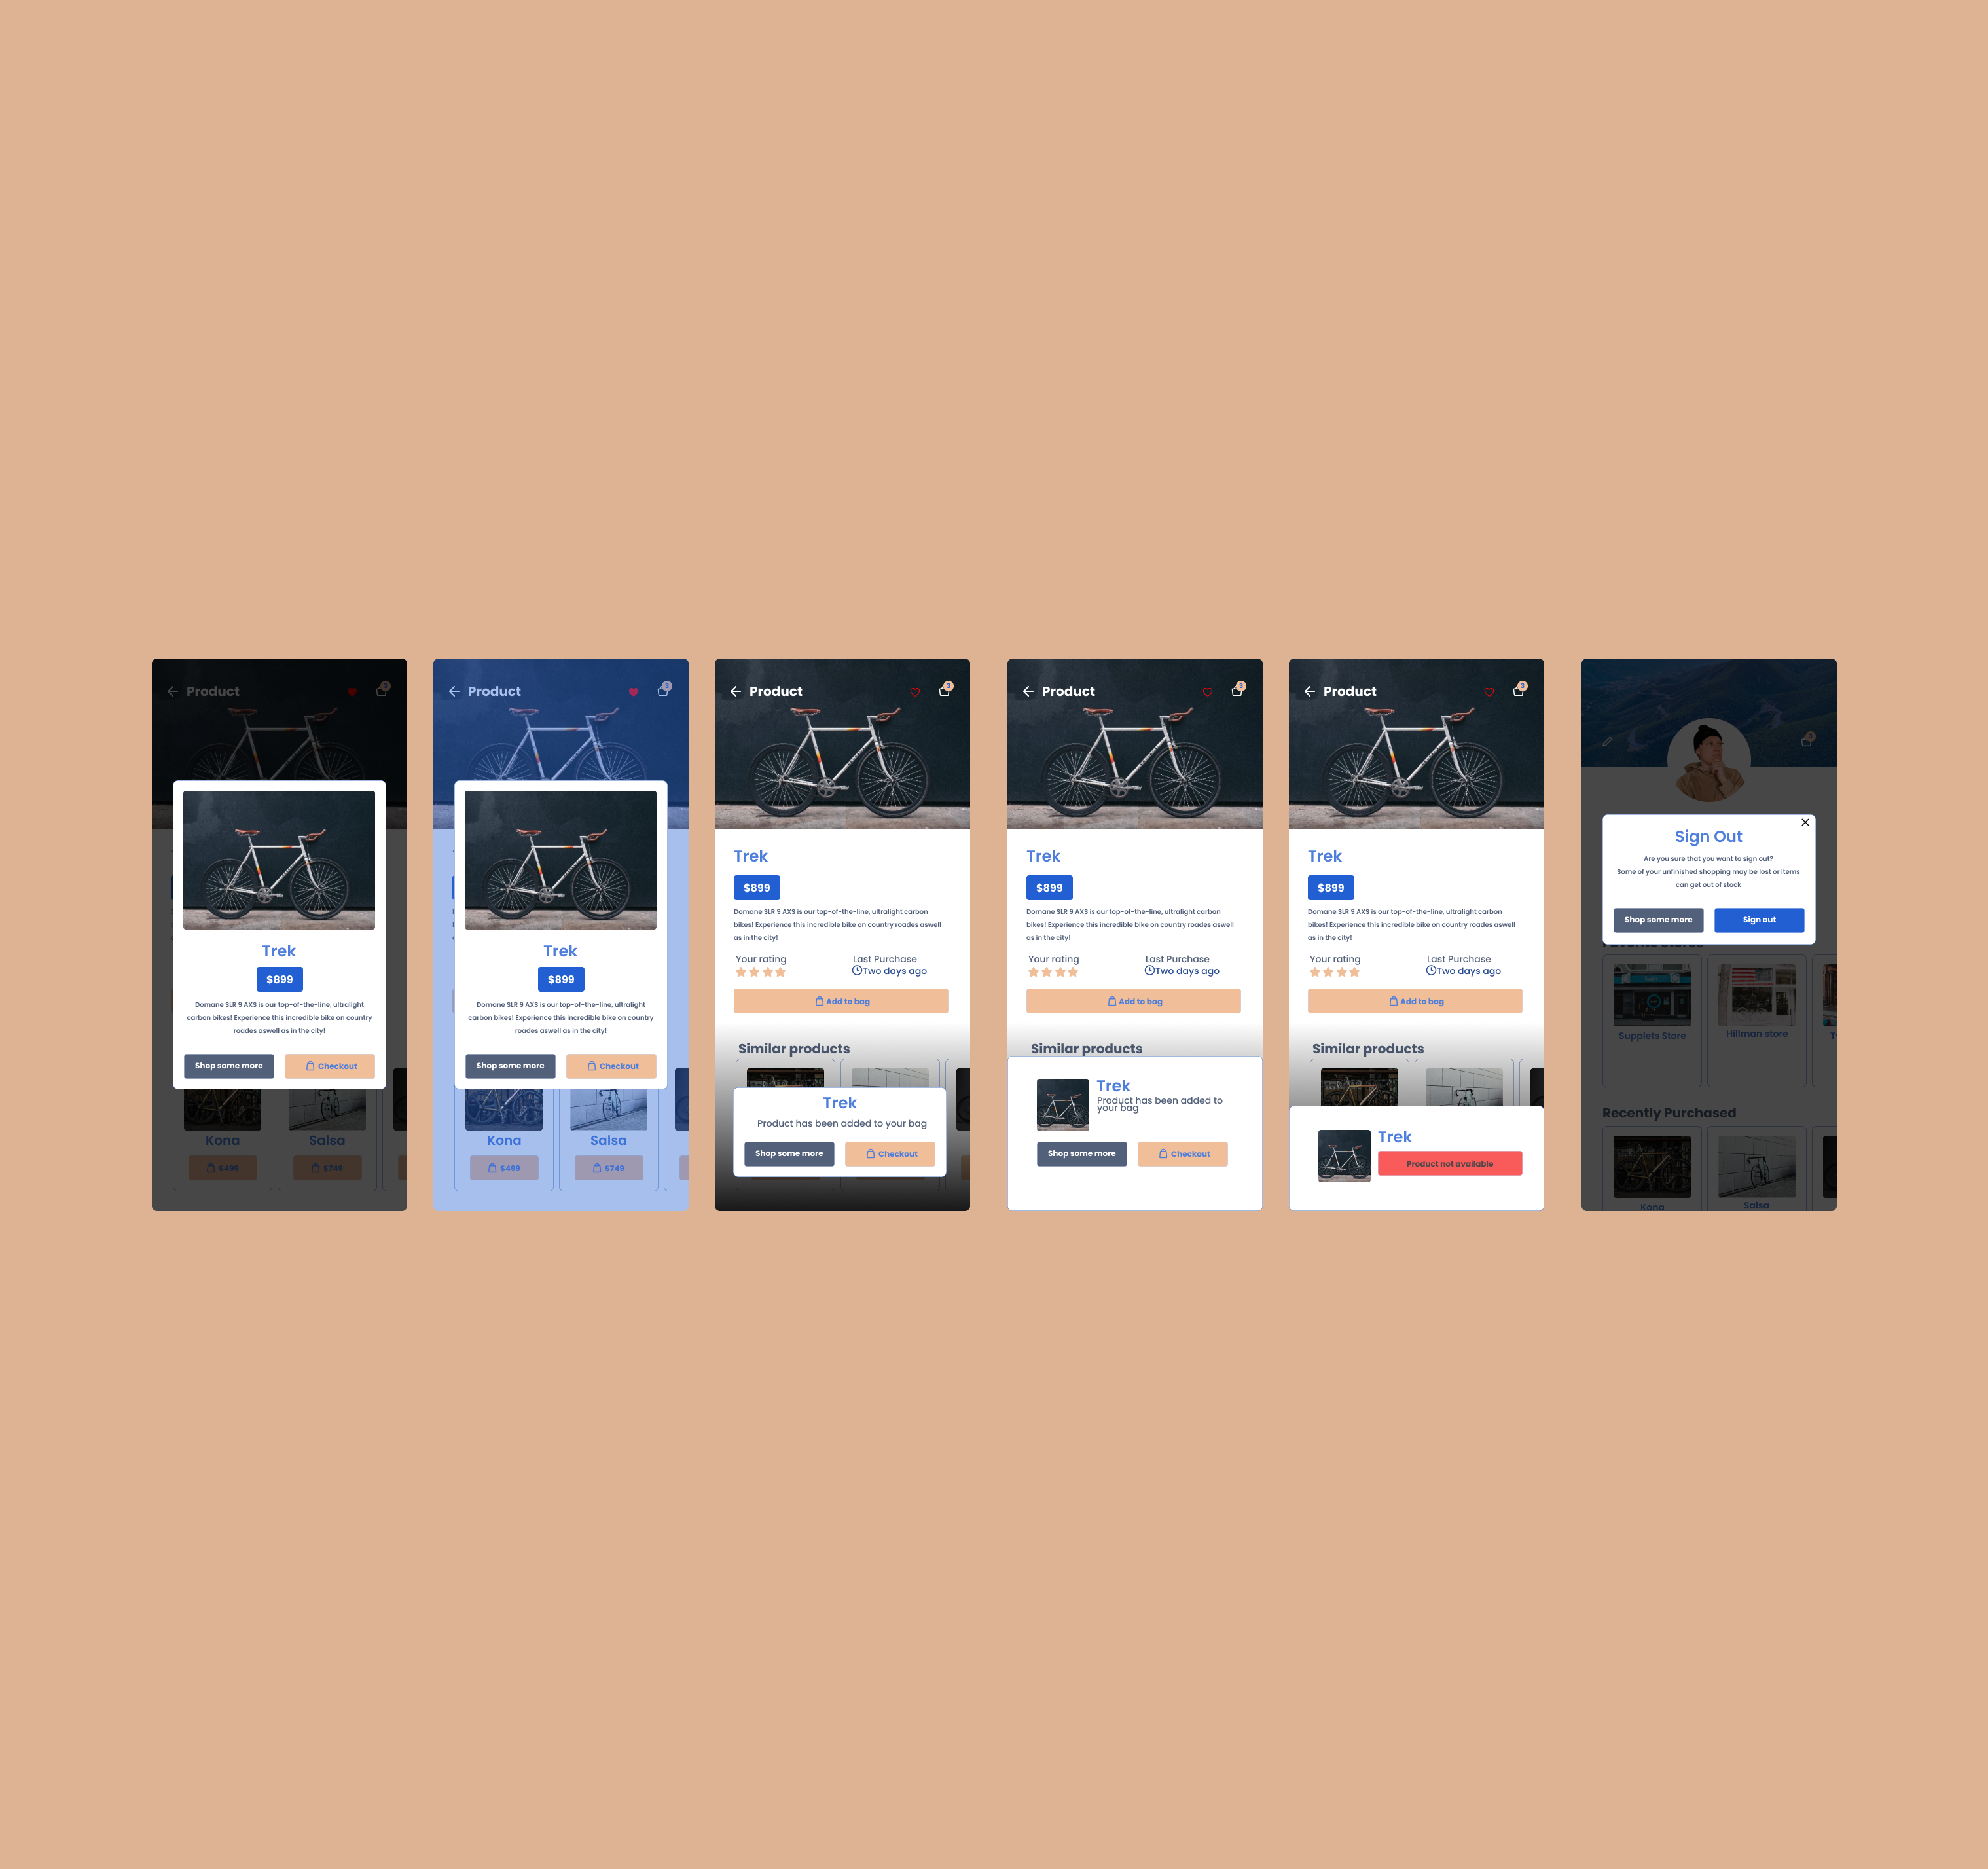 Product
3
Trek
$899
Domane SLR 9 AXS is our top-of-the-line, ultralight
carbon bikes! Experience this incredible bike on country
roades aswell as in the city!
Shop some more
Checkout
Kona
Salsa
$499
$749
Product
3
Trek
$899
Domane SLR 9 AXS is our top-of-the-line, ultralight
carbon bikes! Experience this incredible bike on country
roades aswell as in the city!
Shop some more
Checkout
Kona
Salsa
$499
$749
Product
3
Trek
$899
Domane SLR 9 AXS is our top-of-the-line, ultralight carbon
bikes! Experience this incredible bike on country roades aswell
as in the city!
Your rating
Last Purchase
Two days ago
Add to bag
Similar products
Trek
Product has been added to your bag
Shop some more
Checkout
Product
3
Trek
$899
Domane SLR 9 AXS is our top-of-the-line, ultralight carbon
bikes! Experience this incredible bike on country roades aswell
as in the city!
Your rating
Last Purchase
Two days ago
Add to bag
Similar products
Trek
Product has been added to
your bag
Shop some more
Checkout
Product
3
Trek
$899
Domane SLR 9 AXS is our top-of-the-line, ultralight carbon
bikes! Experience this incredible bike on country roades aswell
as in the city!
Your rating
Last Purchase
Two days ago
Add to bag
Similar products
Trek
Product not available
3
Sign Out
Are you sure that you want to sign out?
Some of your unfinished shopping may be lost or items
can get out of stock
Shop some more
Sign out
Favorite stores
Supplets Store
Hillman store
Recently Purchased
Kona
Salsa